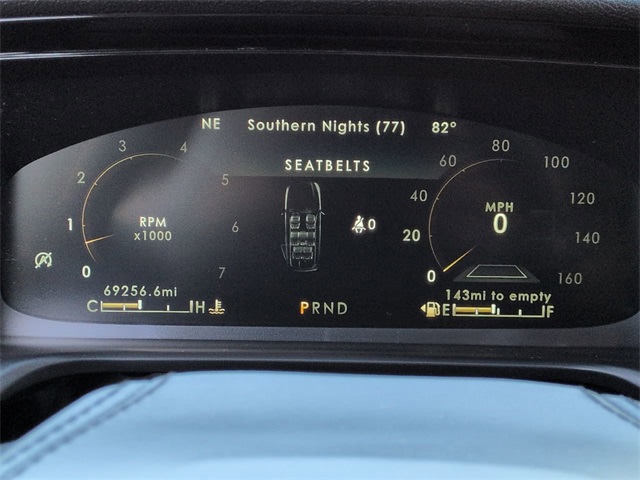 NE Southern Nights (77) 82°
SEATBELTS
0
1
2
3
4
5
6
7
RPM
x1000
0
20
40
60
80
100
120
140
160
MPH
0
0
69256.6mi
C H
PRND
143mi to empty
E F